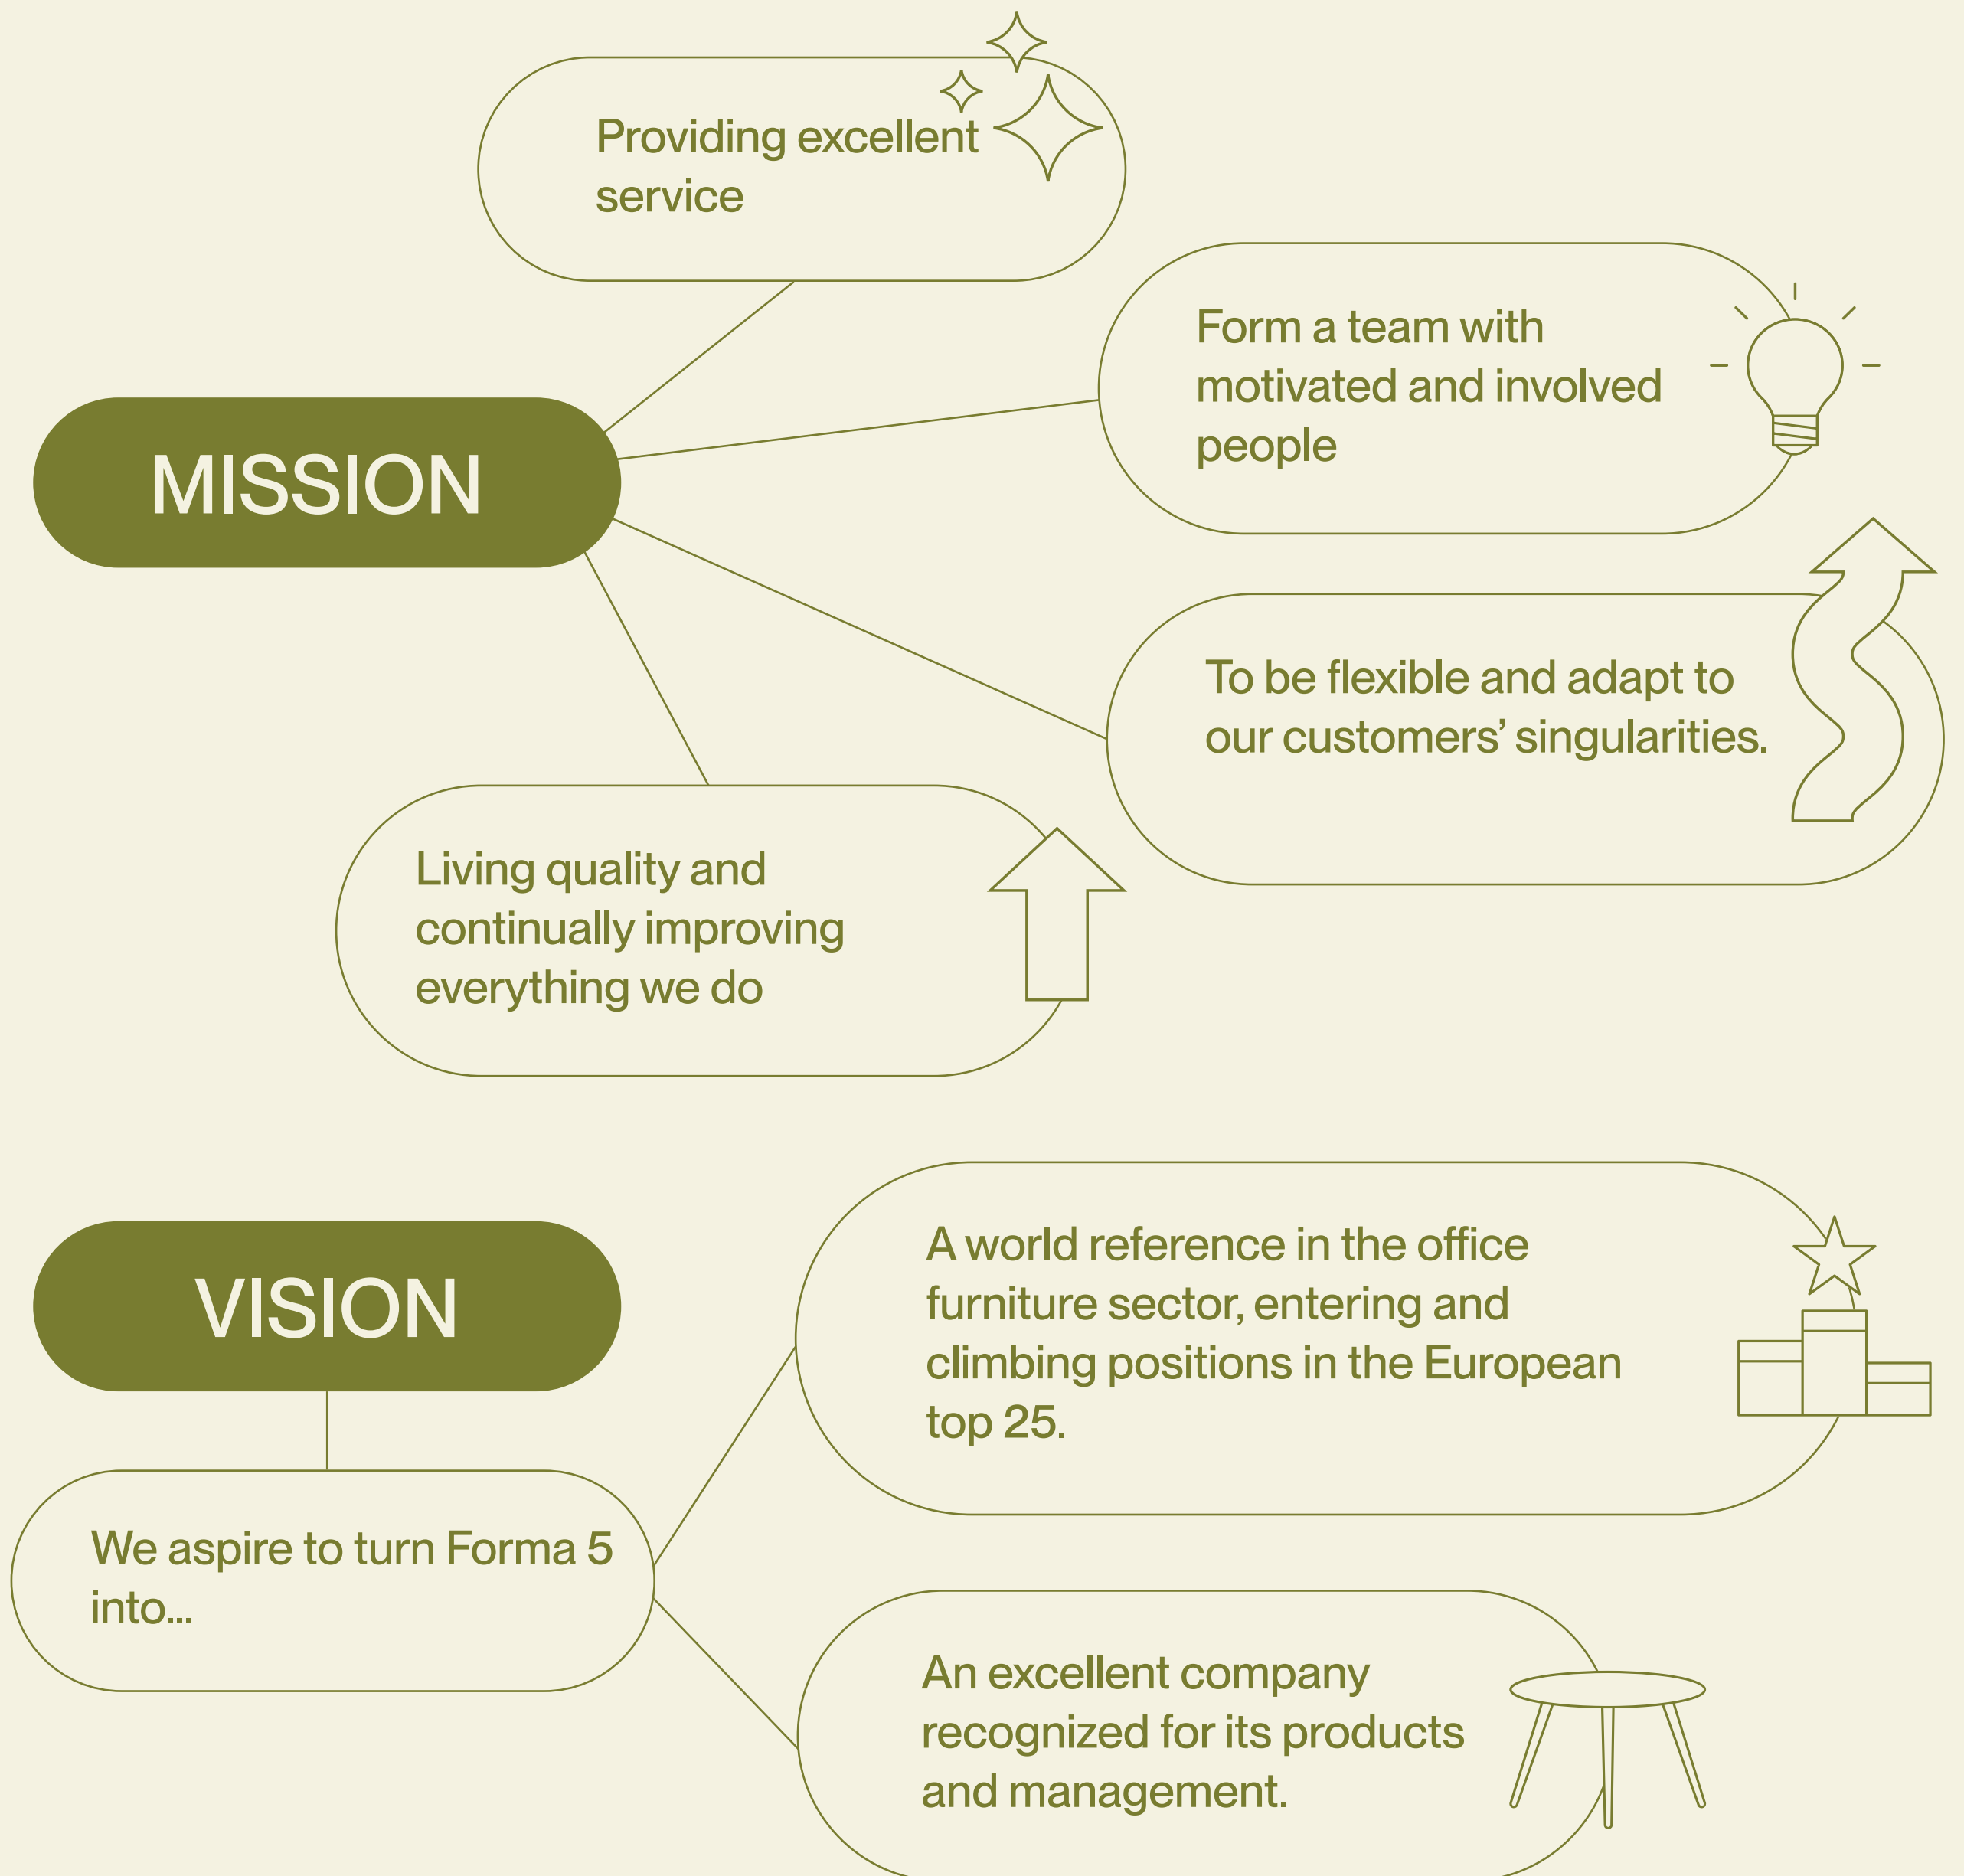 Providing excellent
service
Form a team with
motivated and involved
people
MISSION
To be flexible and adapt to
our customers’ singularities.
Living quality and
continually improving
everything we do
VISION
A world reference in the office
furniture sector, entering and
climbing positions in the European
top 25.
We aspire to turn Forma 5
into...
An excellent company
recognized for its products
and management.